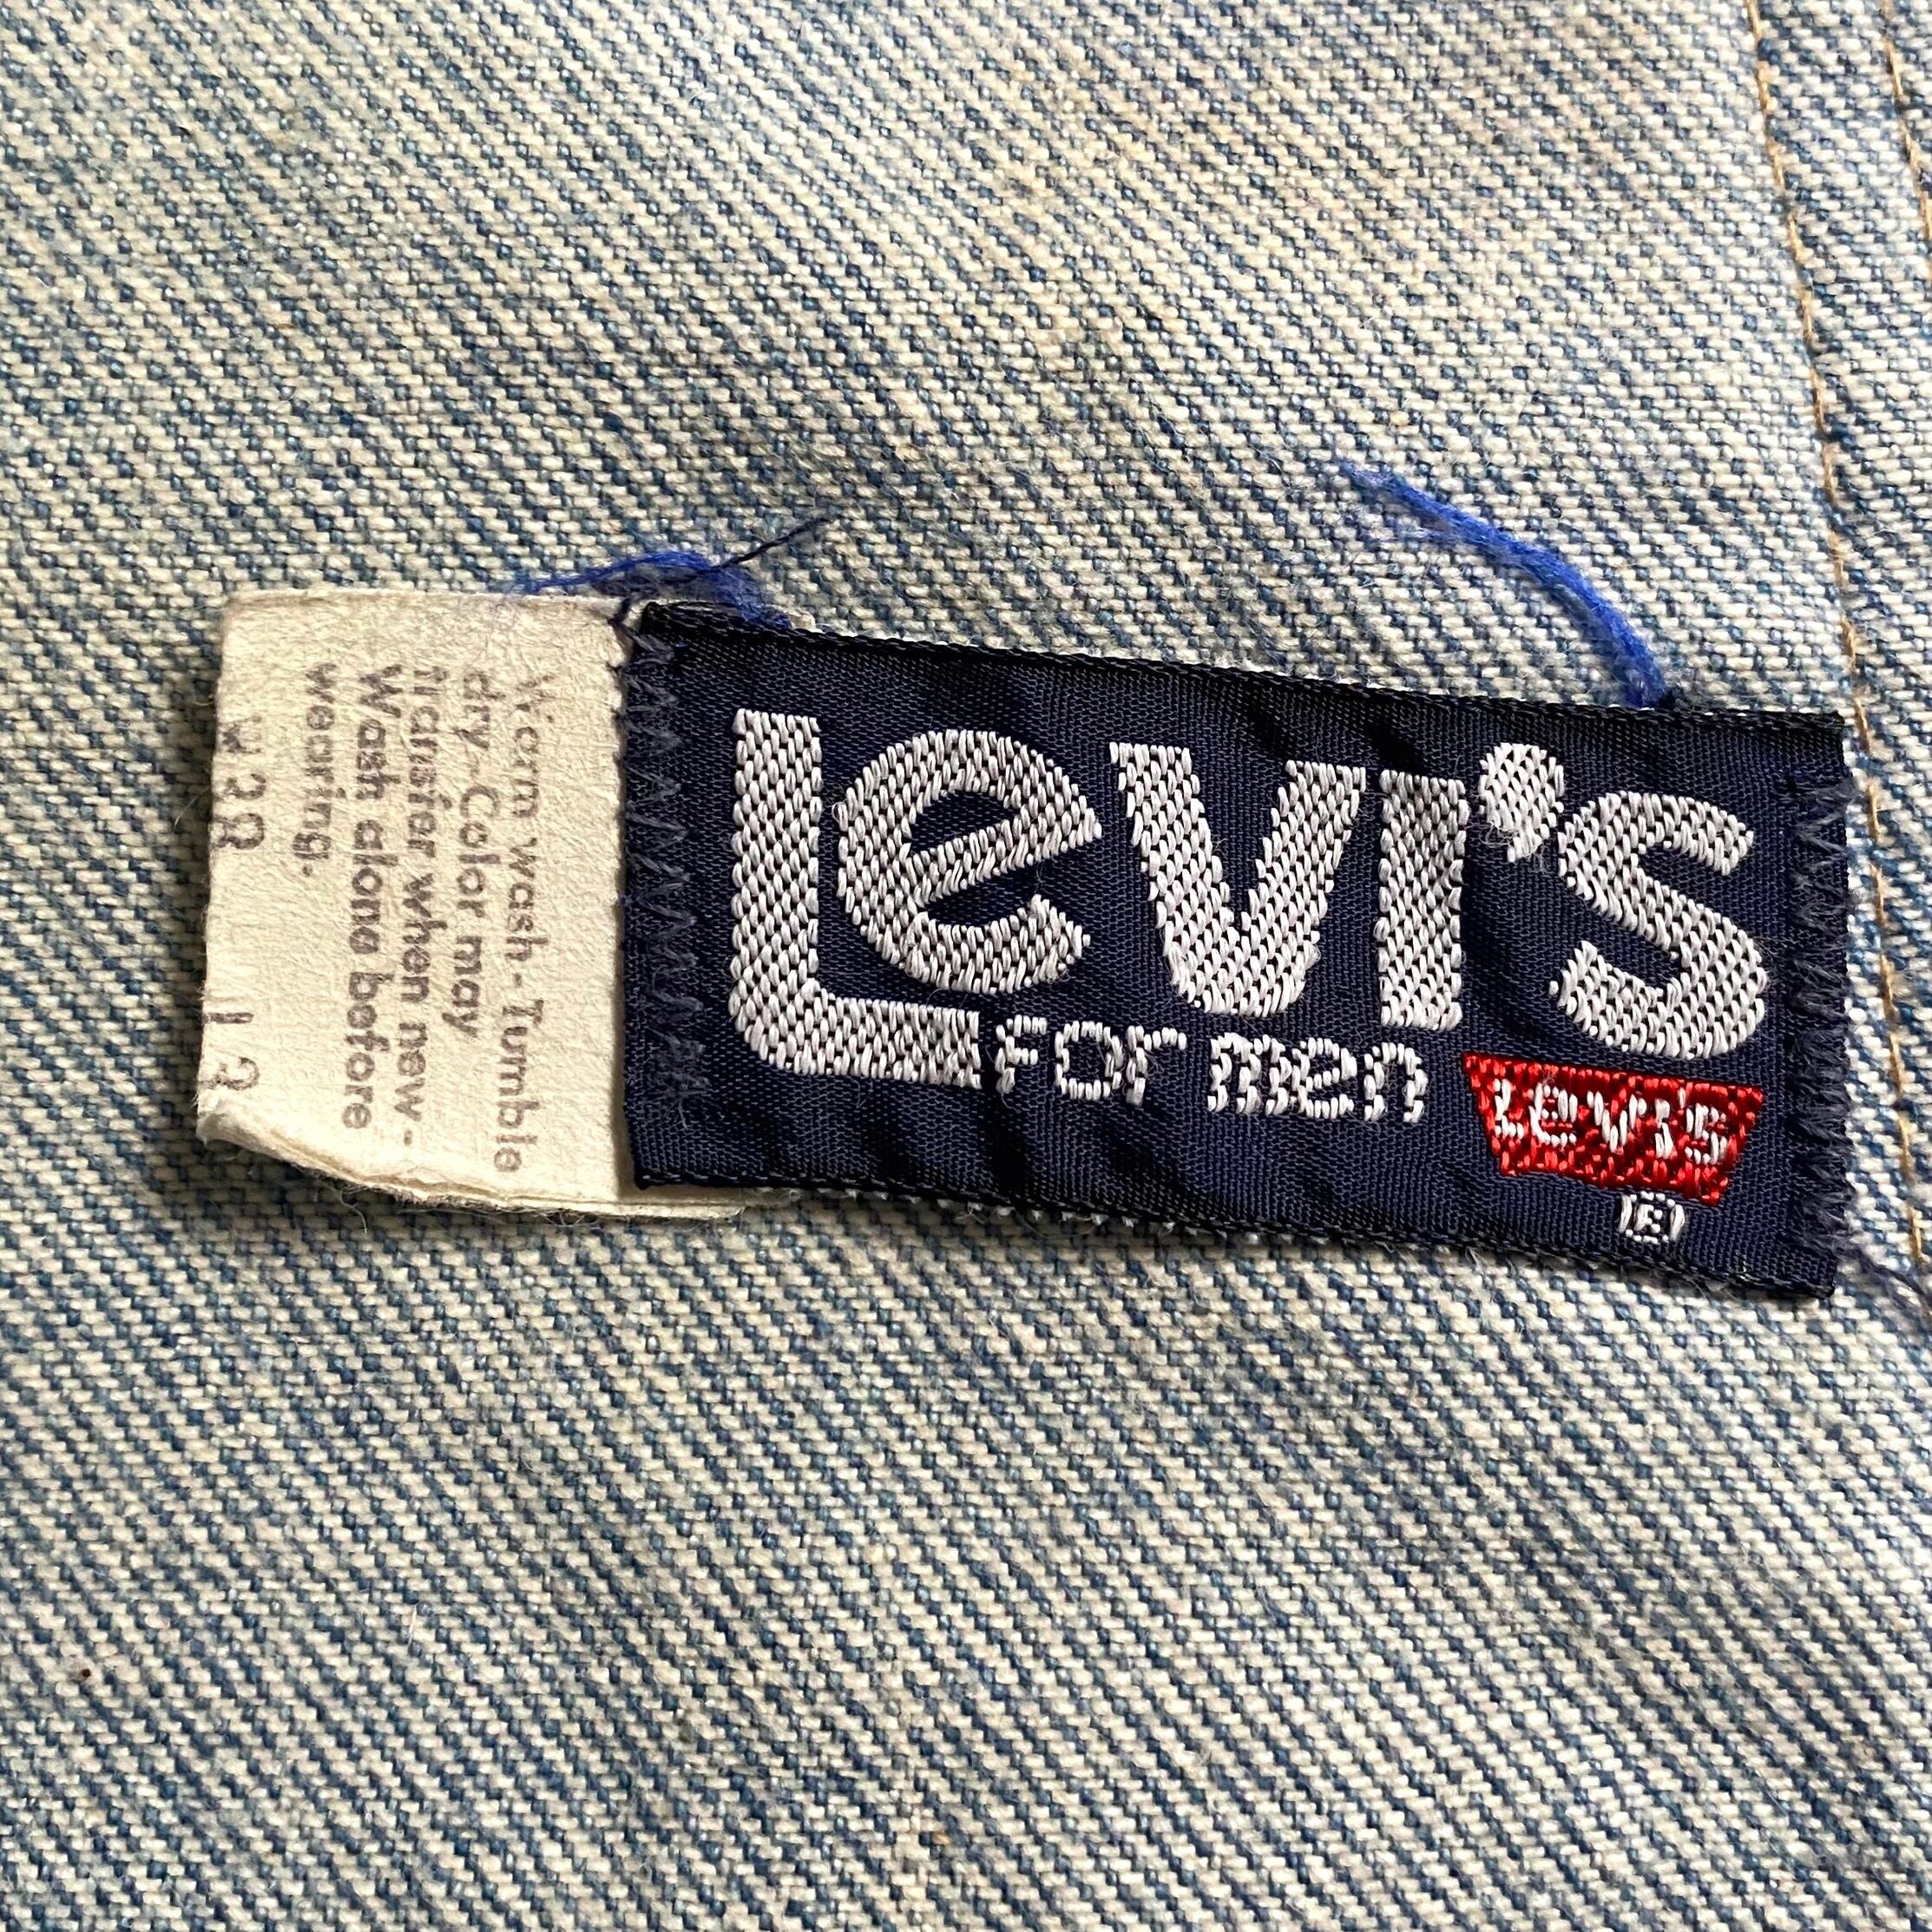 Levi's
for men
LEVI'S
®
Warm wash-Tumble
dry-Color may
transfer when new-
Wash alone before
wearing.